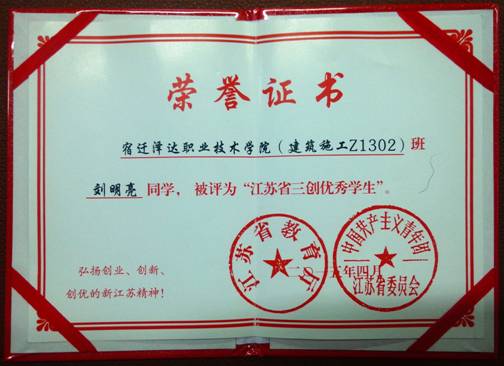 荣誉证书
宿迁泽达职业技术学院(建筑施工Z1302)班
刘明亮同学,被评为“江苏省三创优秀学生”。
弘扬创业、创新、
创优的新江苏精神!
江苏省教育厅
中国共产主义青年团
江苏省委员会
五年四月